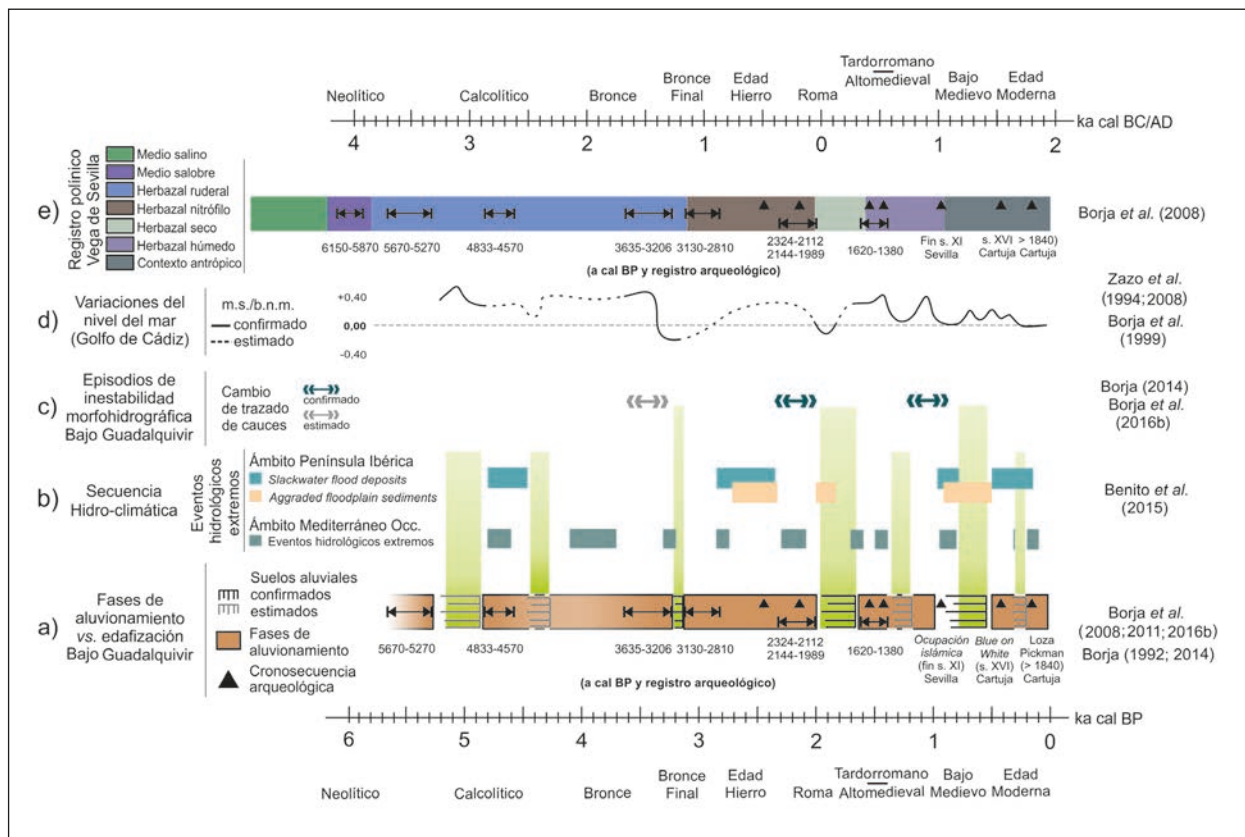 Tardorromano
Altomedieval
Neolítico
Calcolítico
Bronce
Bronce
Final
Edad
Hierro
Roma
Bajo
Medievo
Edad
Moderna
ka cal BC/AD
4
3
2
1
0
1
2
e)
Registro polínico
Vega de Sevilla
Medio salino
Medio salobre
Herbazal ruderal
Herbazal nitrófilo
Herbazal seco
Herbazal húmedo
Contexto antrópico
6150-5870
5670-5270
4833-4570
3635-3206
3130-2810
2324-2112
2144-1989
1620-1380
Fin s. XI
Sevilla
s. XVI
Cartuja
> 1840)
Cartuja
(a cal BP y registro arqueológico)
Borja et al. (2008)
d)
Variaciones del
nivel del mar
(Golfo de Cádiz)
m.s./b.n.m.
confirmado
estimado
+0,40
0,00
-0,40
Zazo et al.
(1994; 2008)
Borja et al.
(1999)
c)
Episodios de
inestabilidad
morfohidrográfica
Bajo Guadalquivir
Cambio
de trazado
de cauces
confirmado
estimado
Borja (2014)
Borja et al.
(2016b)
b)
Secuencia
Hidro-climática
Eventos
hidrológicos
extremos
Ámbito Península Ibérica
Slackwater flood deposits
Aggraded floodplain sediments
Ámbito Mediterráneo Occ.
Eventos hidrológicos extremos
Benito et al.
(2015)
a)
Fases de
aluvionamiento
vs. edafización
Bajo Guadalquivir
Suelos aluviales
confirmados
estimados
Fases de
aluvionamiento
Cronosecuencia
arqueológica
5670-5270
4833-4570
3635-3206
3130-2810
2324-2112
2144-1989
1620-1380
Ocupación
islámica
(fin s. XI)
Sevilla
Blue on
White
(s. XVI)
Cartuja
Loza
Pickman
(> 1840)
Cartuja
(a cal BP y registro arqueológico)
Borja et al.
(2008; 2011; 2016b)
Borja (1992; 2014)
ka cal BP
6
5
4
3
2
1
0
Neolítico
Calcolítico
Bronce
Bronce
Final
Edad
Hierro
Roma
Tardorromano
Altomedieval
Bajo
Medievo
Edad
Moderna